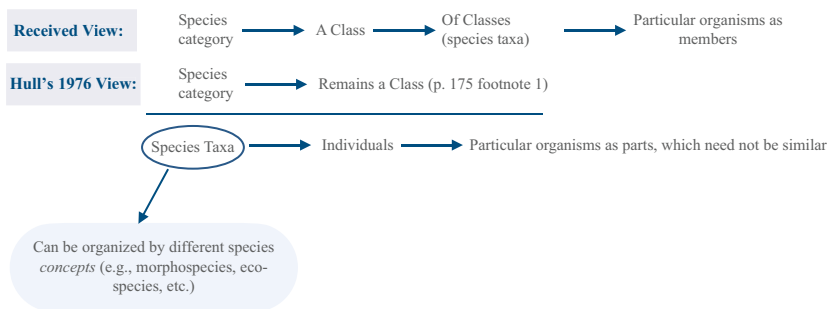 Received View:
Species
category
A Class
Of Classes
(species taxa)
Particular organisms as
members
Hull's 1976 View:
Species
category
Remains a Class (p. 175 footnote 1)
Species Taxa
Individuals
Particular organisms as parts, which need not be similar
Can be organized by different species
concepts (e.g., morphospecies, eco-
species, etc.)